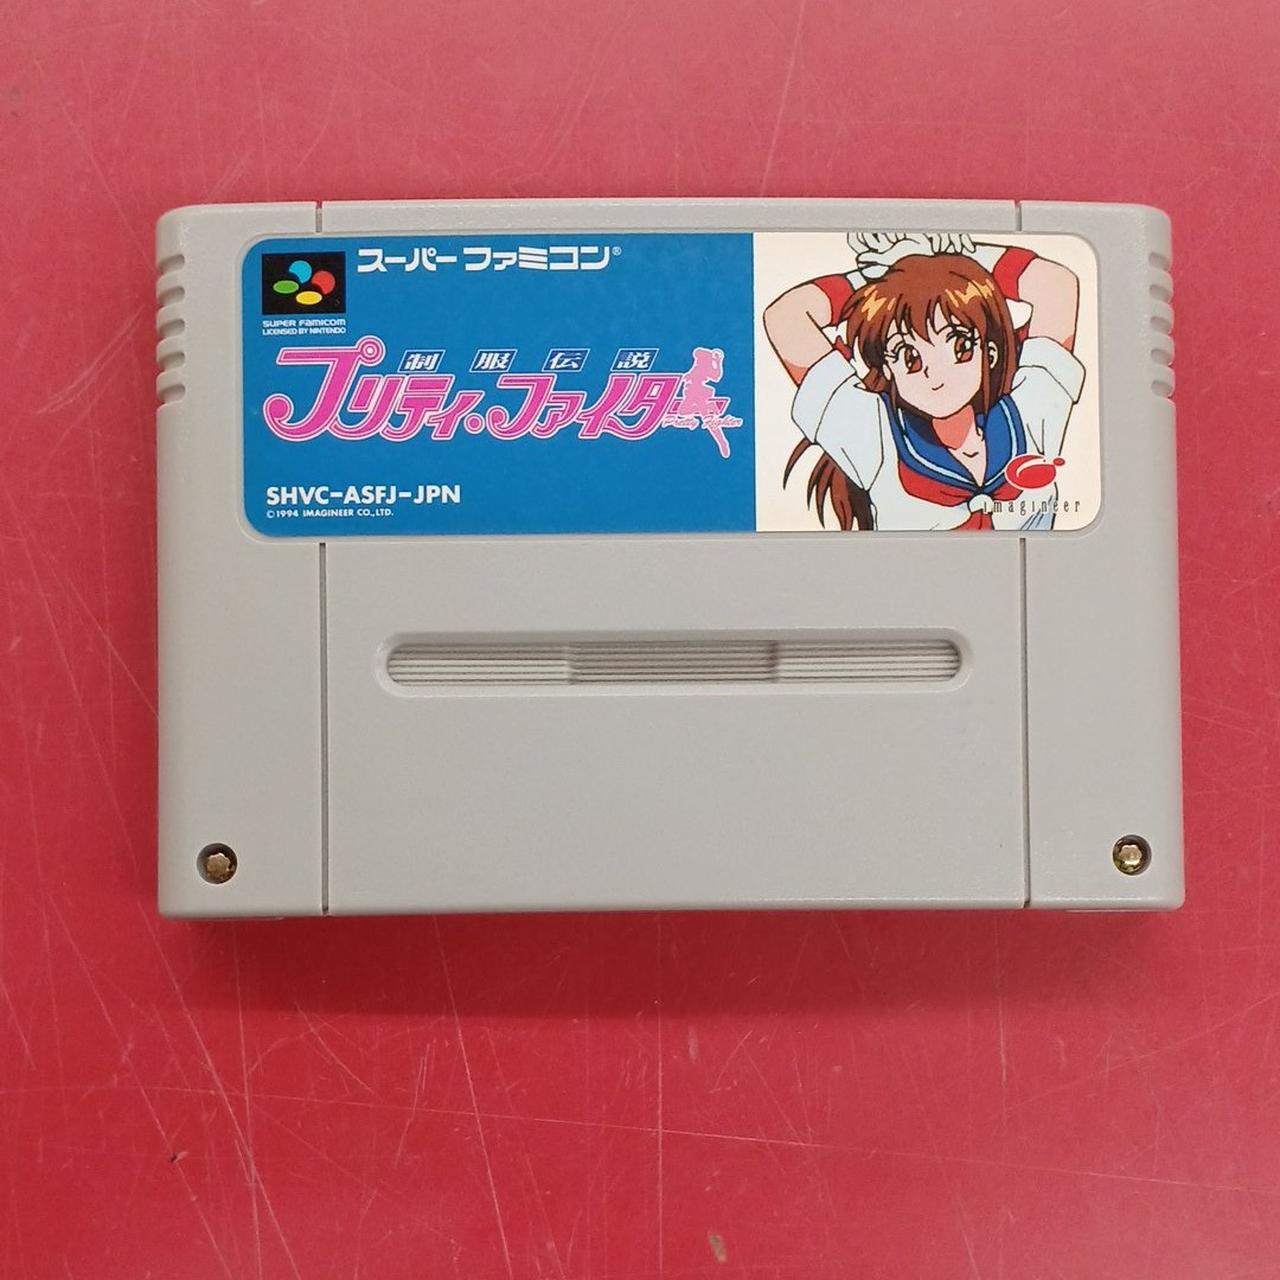 スーパーファミコン®
SUPER FAMICOM
LICENSED BY NINTENDO
制服伝説
プリティ・ファイター
Pretty Fighter
SHVC-ASFJ-JPN
©1994 IMAGINEER CO.,LTD.
imagineer